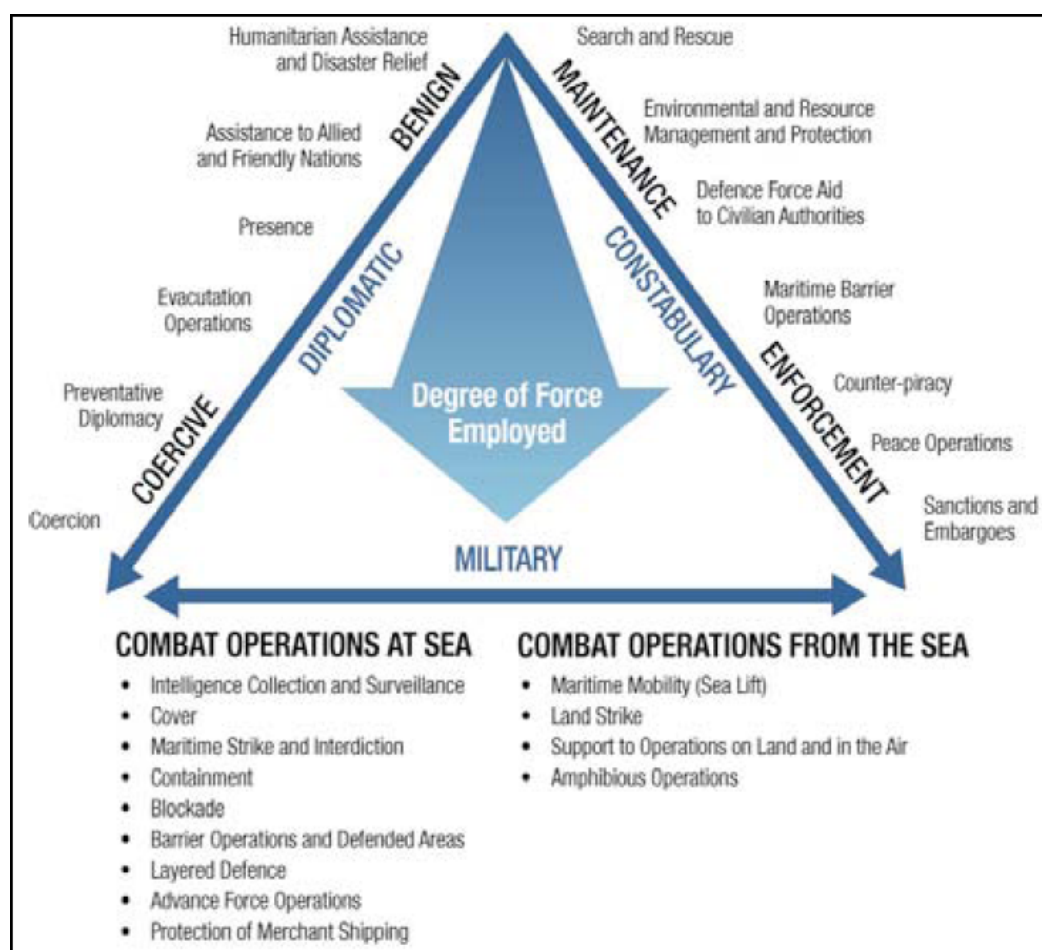 Humanitarian Assistance
and Disaster Relief
Search and Rescue
BENIGN
MAINTENANCE
Environmental and Resource
Management and Protection
Assistance to Allied
and Friendly Nations
Defence Force Aid
to Civilian Authorities
Presence
DIPLOMATIC
CONSTABULARY
Evacutation
Operations
Maritime Barrier
Operations
ENFORCEMENT
Counter-piracy
Preventative
Diplomacy
COERCIVE
Degree of Force
Employed
Peace Operations
Coercion
Sanctions and
Embargoes
MILITARY
COMBAT OPERATIONS AT SEA
• Intelligence Collection and Surveillance
• Cover
• Maritime Strike and Interdiction
• Containment
• Blockade
• Barrier Operations and Defended Areas
• Layered Defence
• Advance Force Operations
• Protection of Merchant Shipping
COMBAT OPERATIONS FROM THE SEA
• Maritime Mobility (Sea Lift)
• Land Strike
• Support to Operations on Land and in the Air
• Amphibious Operations